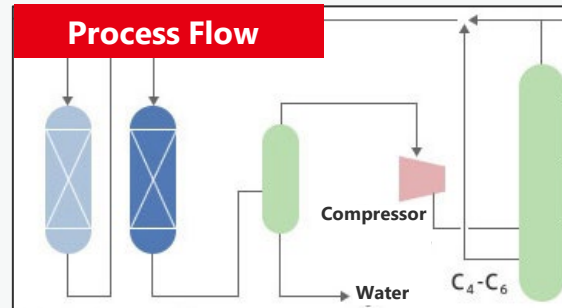 Process Flow
Compressor
C₄-C₆
Water